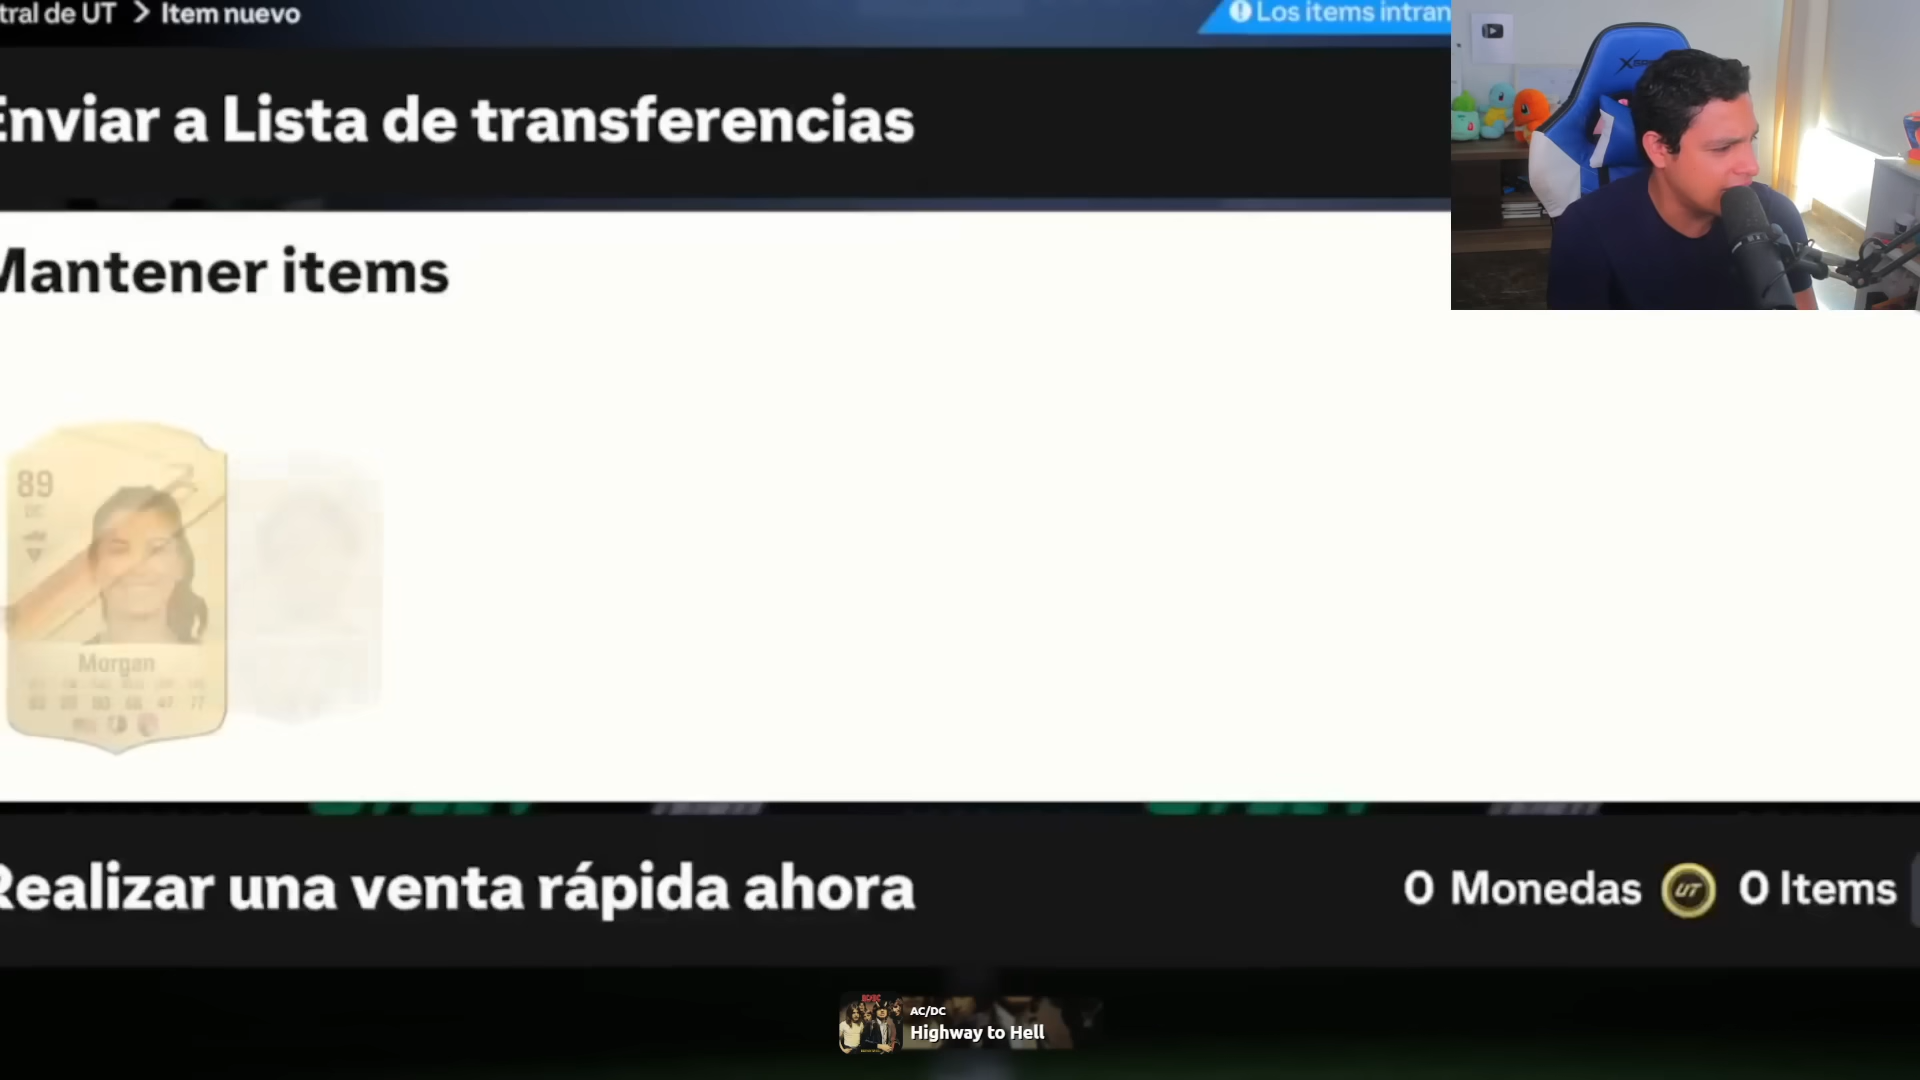 tral de UT > Item nuevo
Los items intran
Enviar a Lista de transferencias
Mantener items
89
Morgan
Realizar una venta rápida ahora
0 Monedas UT 0 Items
AC/DC
Highway to Hell